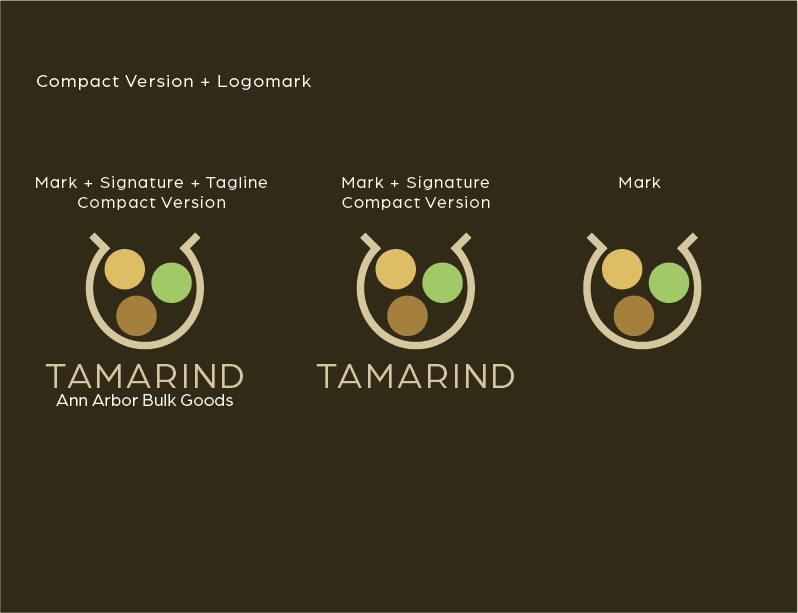 Compact Version + Logomark
Mark + Signature + Tagline
Compact Version
Mark + Signature
Compact Version
Mark
TAMARIND
Ann Arbor Bulk Goods
TAMARIND